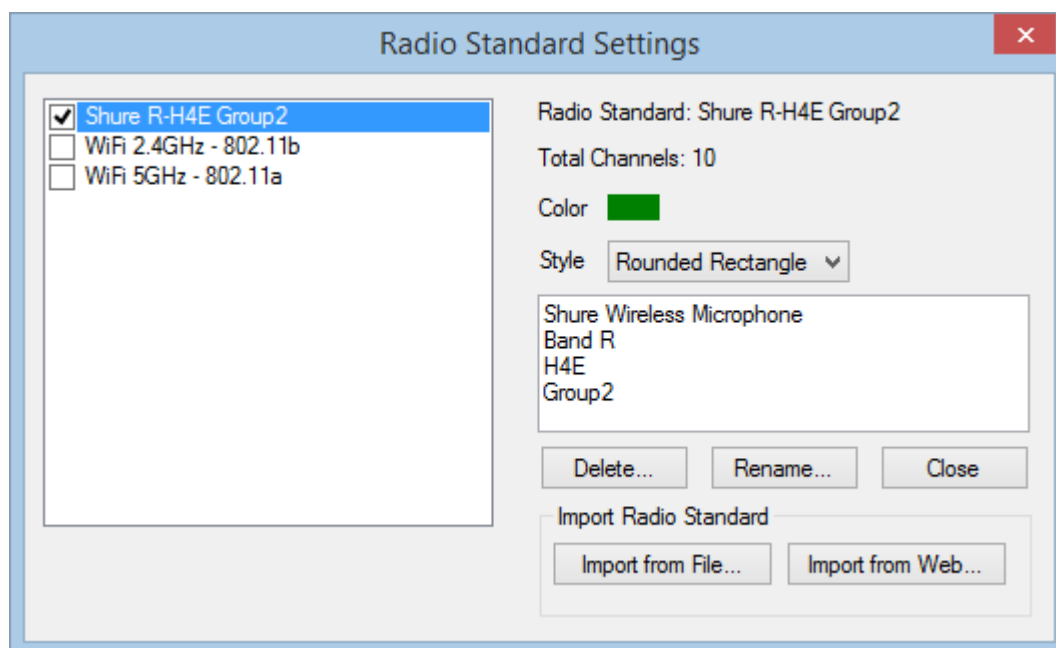 Radio Standard Settings
Shure R-H4E Group2
WiFi 2.4GHz - 802.11b
WiFi 5GHz - 802.11a
Radio Standard: Shure R-H4E Group2
Total Channels: 10
Color
Style Rounded Rectangle
Shure Wireless Microphone
Band R
H4E
Group2
Delete... Rename... Close
Import Radio Standard
Import from File... Import from Web...